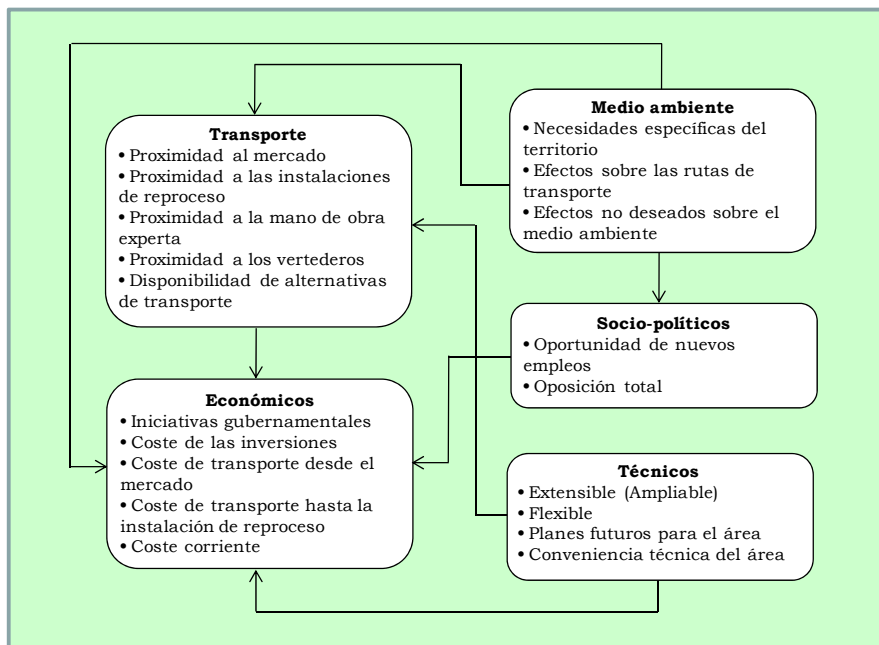 Transporte
• Proximidad al mercado
• Proximidad a las instalaciones
de reproceso
• Proximidad a la mano de obra
experta
• Proximidad a los vertederos
• Disponibilidad de alternativas
de transporte
Medio ambiente
• Necesidades específicas del
territorio
• Efectos sobre las rutas de
transporte
• Efectos no deseados sobre el
medio ambiente
Socio-políticos
• Oportunidad de nuevos
empleos
• Oposición total
Económicos
• Iniciativas gubernamentales
• Coste de las inversiones
• Coste de transporte desde el
mercado
• Coste de transporte hasta la
instalación de reproceso
• Coste corriente
Técnicos
• Extensible (Ampliable)
• Flexible
• Planes futuros para el área
• Conveniencia técnica del área